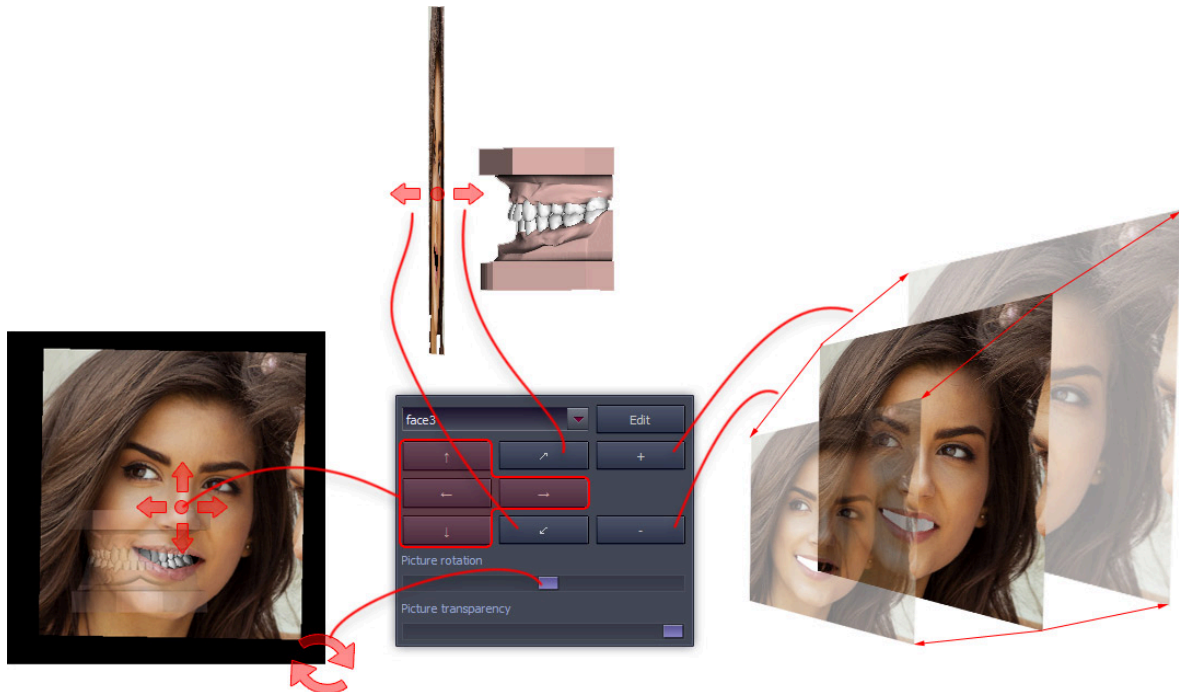 face3
Edit
↑
↗
+
←
→
↓
↙
-
Picture rotation
Picture transparency